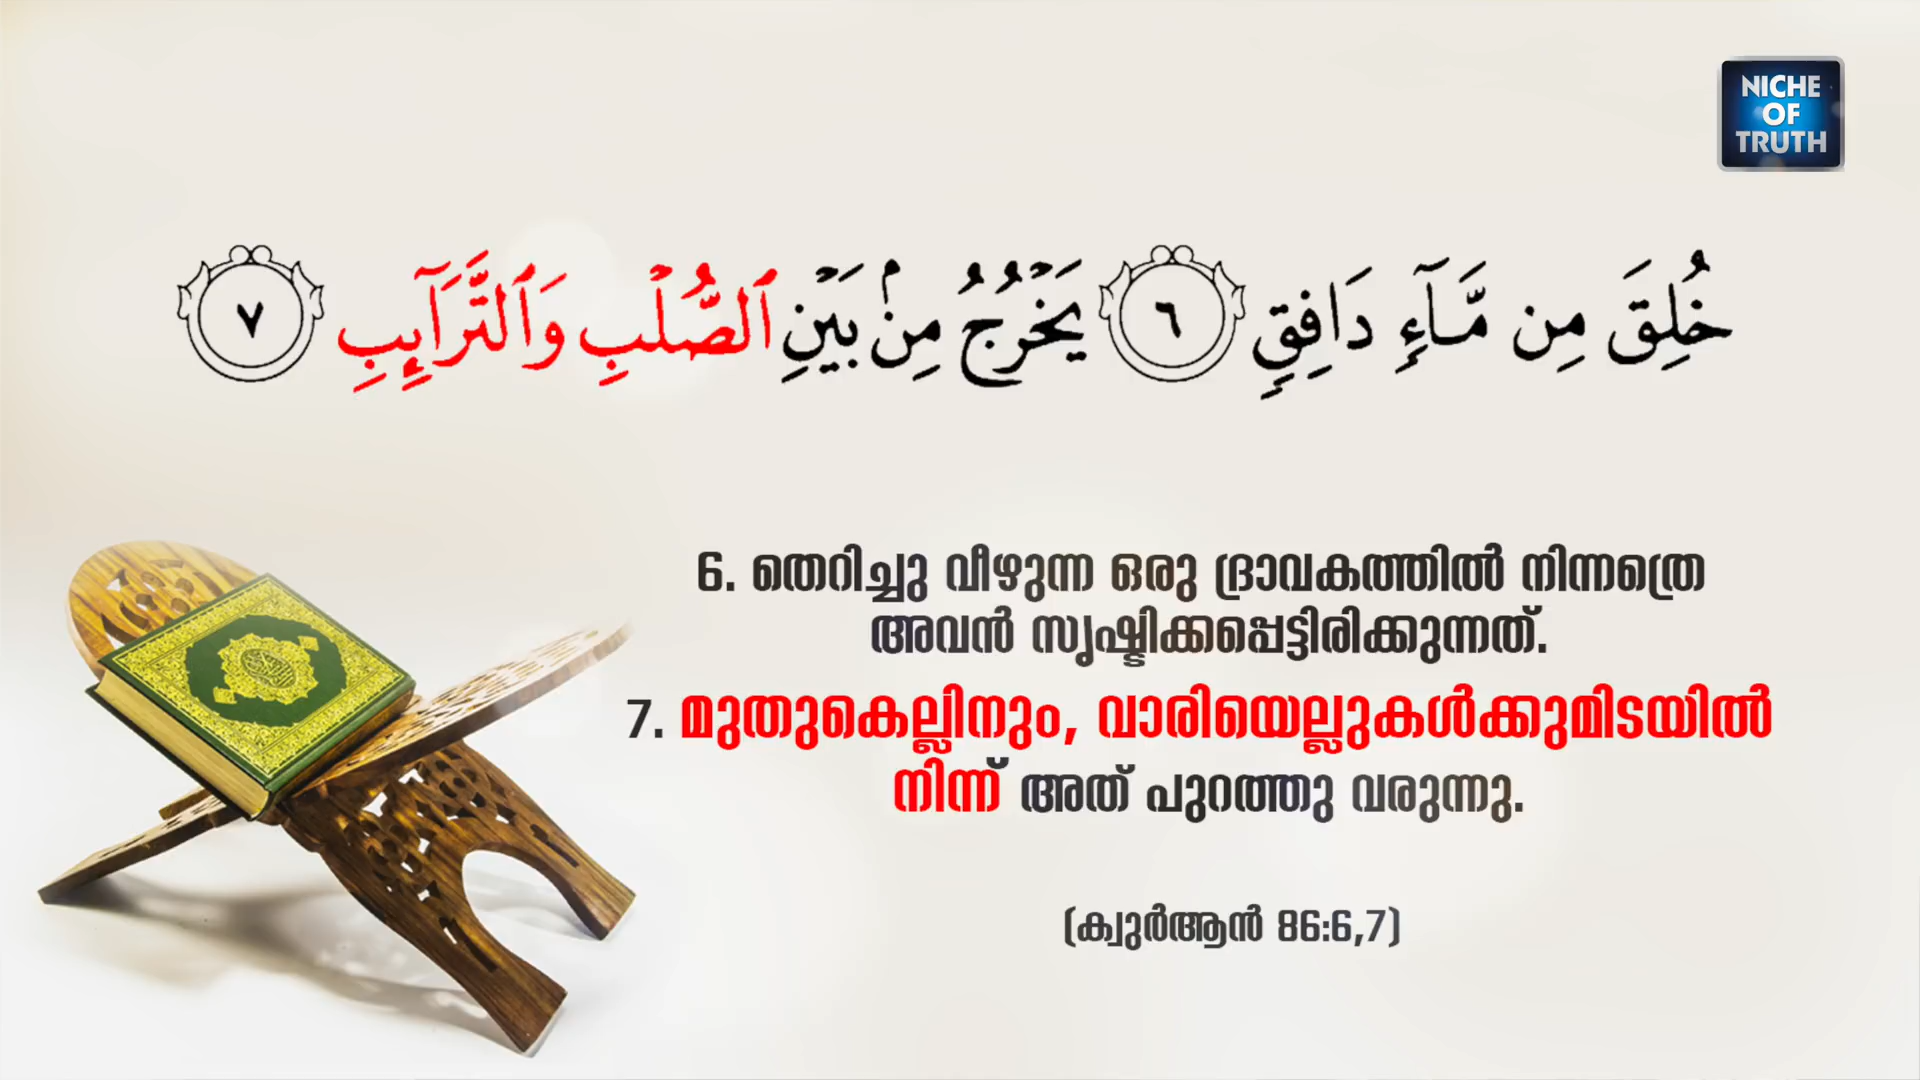 NICHE
OF
TRUTH
خُلِقَ مِن مَّآءٍ دَافِقٍ ٦ يَخْرُجُ مِنۢ بَيْنِ ٱلصُّلْبِ وَٱلتَّرَآئِبِ ٧
6. തെറിച്ചു വീഴുന്ന ഒരു ദ്രാവകത്തിൽ നിന്നത്രെ
അവൻ സൃഷ്ടിക്കപ്പെട്ടിരിക്കുന്നത്.
7. മുതുകെല്ലിനും, വാരിയെല്ലുകൾക്കുമിടയിൽ
നിന്ന് അത് പുറത്തു വരുന്നു.
(ക്വുർആൻ 86:6,7)